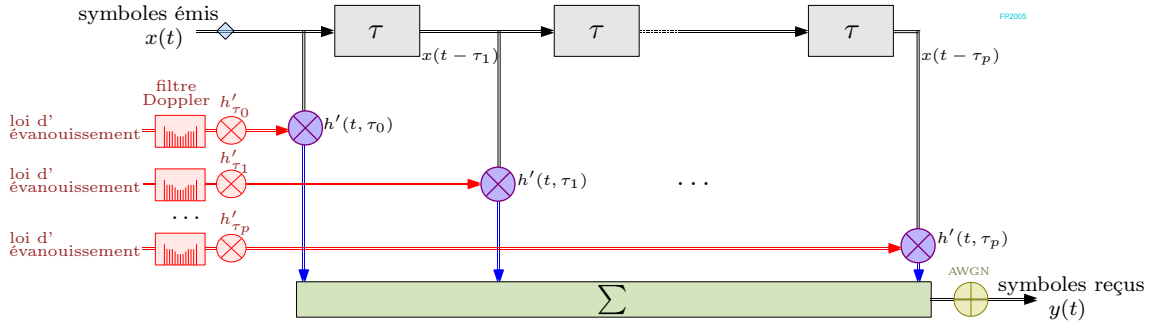 symboles émis
x(t)
τ
τ
τ
FP2005
x(t − τ₁)
x(t − τₚ)
filtre
Doppler
h′τ₀
loi d'
évanouissement
h′(t, τ₀)
h′τ₁
loi d'
évanouissement
h′(t, τ₁)
· · ·
· · ·
h′τₚ
loi d'
évanouissement
h′(t, τₚ)
AWGN
∑
symboles reçus
y(t)